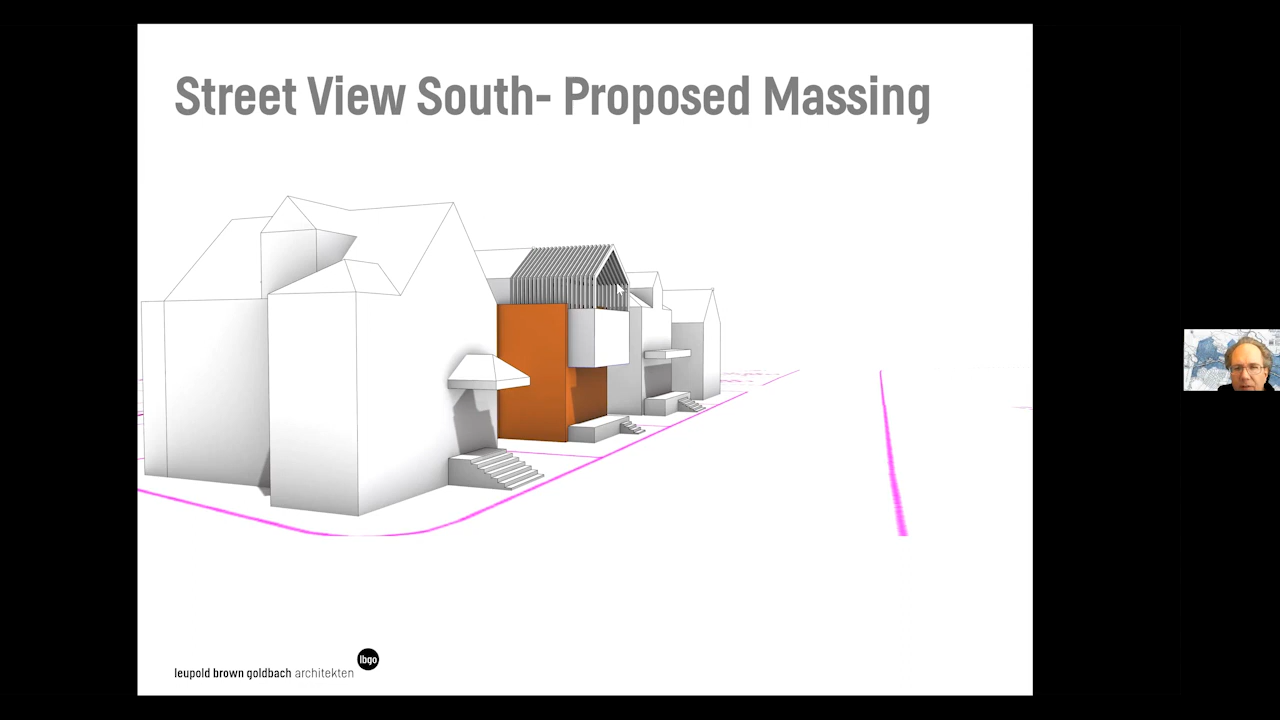 Street View South- Proposed Massing
lbgo
leupold brown goldbach architekten